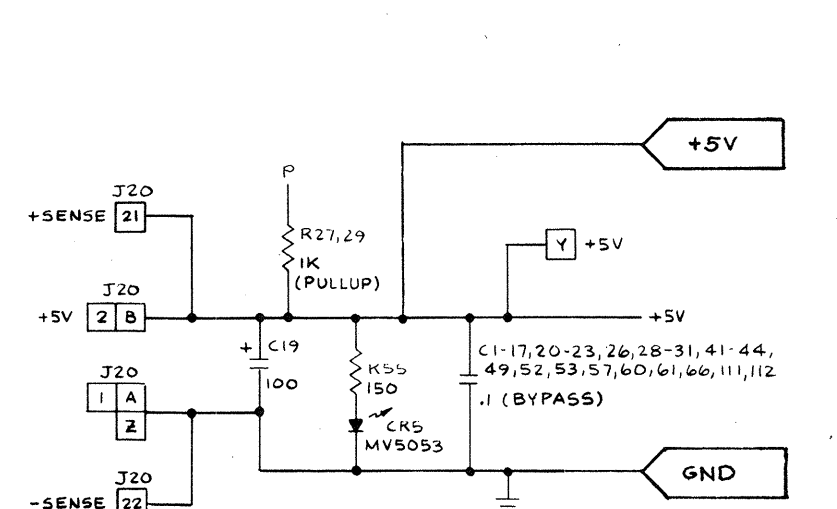 +5V
P
J20
+SENSE 21
R27,29
1K
(PULLUP)
Y +5V
J20
+5V 2 B
+5V
+ C19
100
R55
150
C1-17,20-23,26,28-31,41-44,
49,52,53,57,60,61,66,111,112
.1 (BYPASS)
J20
1 A
Z
CR5
MV5053
GND
J20
-SENSE 22